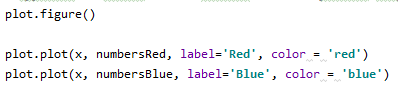 plot.figure()
plot.plot(x, numbersRed, label='Red', color = 'red')
plot.plot(x, numbersBlue, label='Blue', color = 'blue')